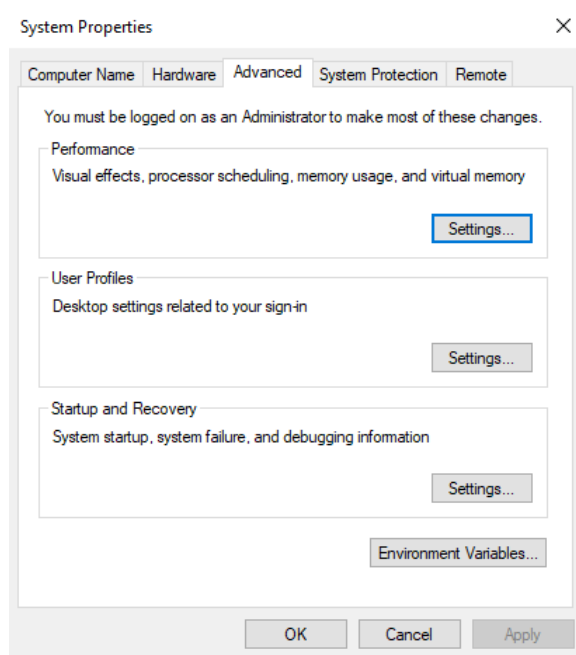 System Properties
Computer Name Hardware Advanced System Protection Remote
You must be logged on as an Administrator to make most of these changes.
Performance
Visual effects, processor scheduling, memory usage, and virtual memory
Settings...
User Profiles
Desktop settings related to your sign-in
Settings...
Startup and Recovery
System startup, system failure, and debugging information
Settings...
Environment Variables...
OK Cancel Apply